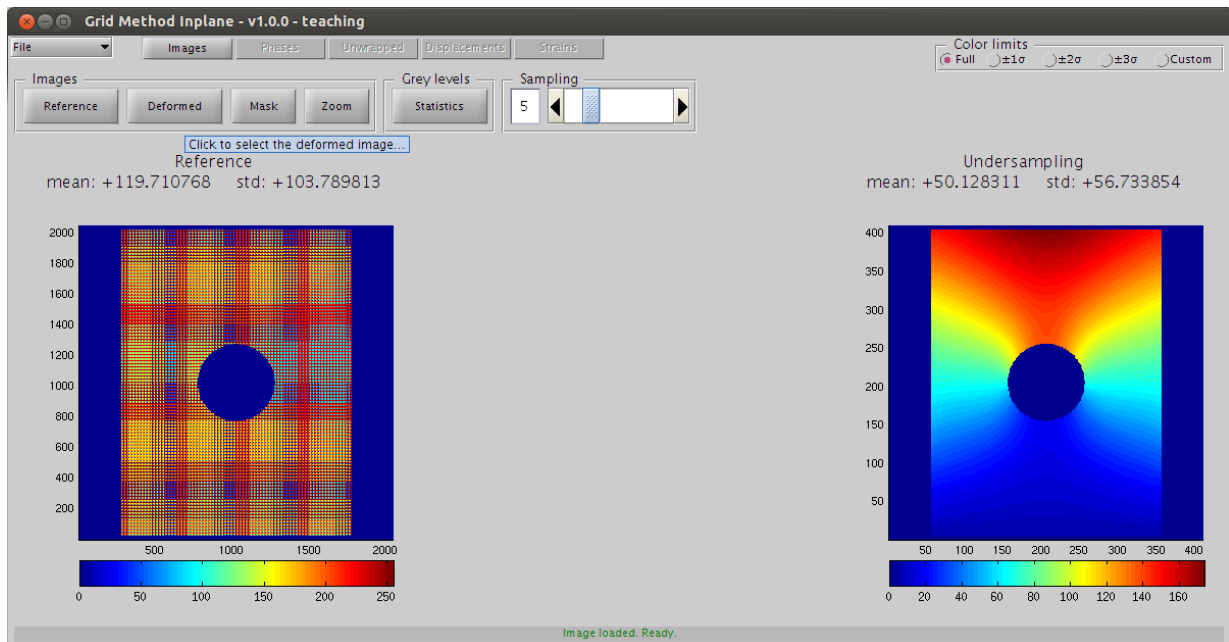 Grid Method Inplane - v1.0.0 - teaching
File Images Phases Unwrapped Displacements Strains
Color limits
Full ±1σ ±2σ ±3σ Custom
Images Grey levels Sampling
Reference Deformed Mask Zoom Statistics 5
Click to select the deformed image...
Reference Undersampling
mean: +119.710768 std: +103.789813 mean: +50.128311 std: +56.733854
2000
1800
1600
1400
1200
1000
800
600
400
200
500 1000 1500 2000
0 50 100 150 200 250
400
350
300
250
200
150
100
50
50 100 150 200 250 300 350 400
0 20 40 60 80 100 120 140 160
Image loaded. Ready.